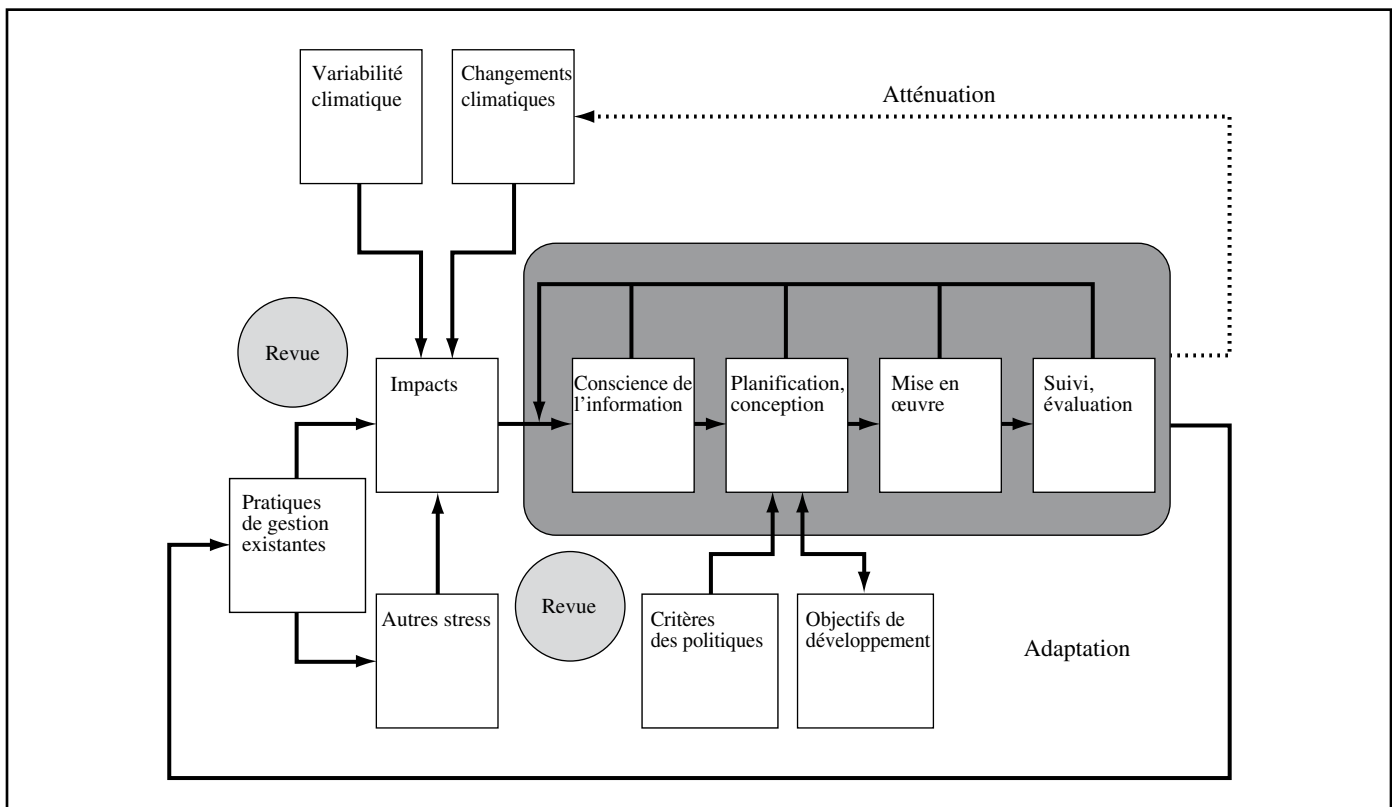 Variabilité
climatique
Changements
climatiques
Atténuation
Revue
Impacts
Conscience de
l’information
Planification,
conception
Mise en
œuvre
Suivi,
évaluation
Pratiques
de gestion
existantes
Autres stress
Revue
Critères
des politiques
Objectifs de
développement
Adaptation